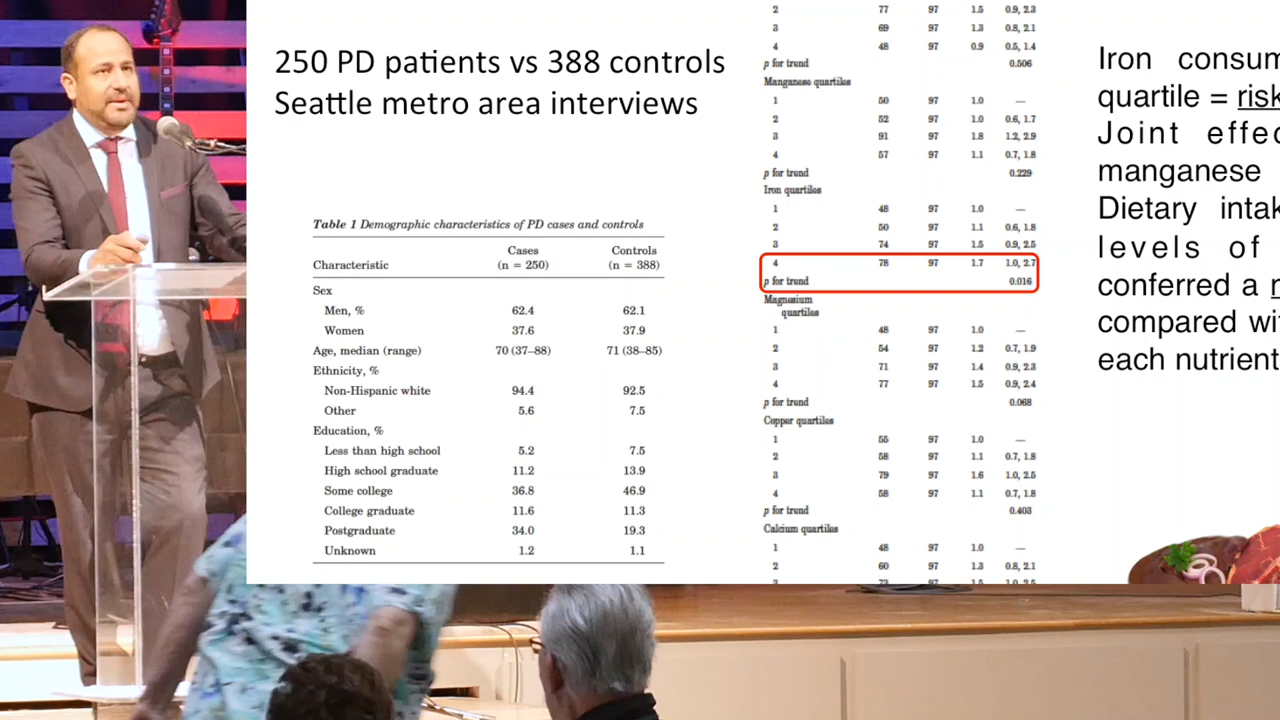 250 PD patients vs 388 controls
Seattle metro area interviews
Table 1 Demographic characteristics of PD cases and controls
Characteristic Cases (n = 250) Controls (n = 388)
Sex
Men, % 62.4 62.1
Women 37.6 37.9
Age, median (range) 70 (37–88) 71 (38–85)
Ethnicity, %
Non-Hispanic white 94.4 92.5
Other 5.6 7.5
Education, %
Less than high school 5.2 7.5
High school graduate 11.2 13.9
Some college 36.8 46.9
College graduate 11.6 11.3
Postgraduate 34.0 19.3
Unknown 1.2 1.1
2 77 97 1.5 0.9, 2.3
3 69 97 1.3 0.8, 2.1
4 48 97 0.9 0.5, 1.4
p for trend 0.506
Manganese quartiles
1 50 97 1.0 —
2 52 97 1.0 0.6, 1.7
3 91 97 1.8 1.2, 2.9
4 57 97 1.1 0.7, 1.8
p for trend 0.229
Iron quartiles
1 48 97 1.0 —
2 50 97 1.1 0.6, 1.8
3 74 97 1.5 0.9, 2.5
4 78 97 1.7 1.0, 2.7
p for trend 0.016
Magnesium
quartiles
1 48 97 1.0 —
2 54 97 1.2 0.7, 1.9
3 71 97 1.4 0.9, 2.3
4 77 97 1.5 0.9, 2.4
p for trend 0.068
Copper quartiles
1 55 97 1.0 —
2 58 97 1.1 0.7, 1.8
3 79 97 1.6 1.0, 2.5
4 58 97 1.1 0.7, 1.8
p for trend 0.403
Calcium quartiles
1 48 97 1.0 —
2 60 97 1.3 0.8, 2.1
Iron consum
quartile = risk
Joint effec
manganese
Dietary intak
levels of
conferred a
compared wi
each nutrient